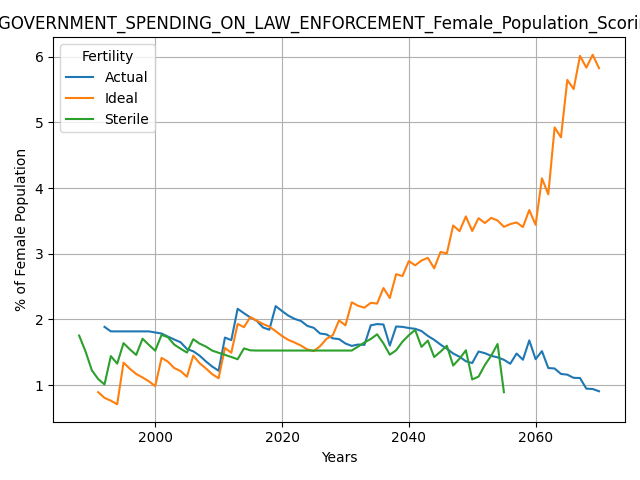 GOVERNMENT_SPENDING_ON_LAW_ENFORCEMENT_Female_Population_Scori
Fertility
Actual
Ideal
Sterile
% of Female Population
6
5
4
3
2
1
2000 2020 2040 2060
Years